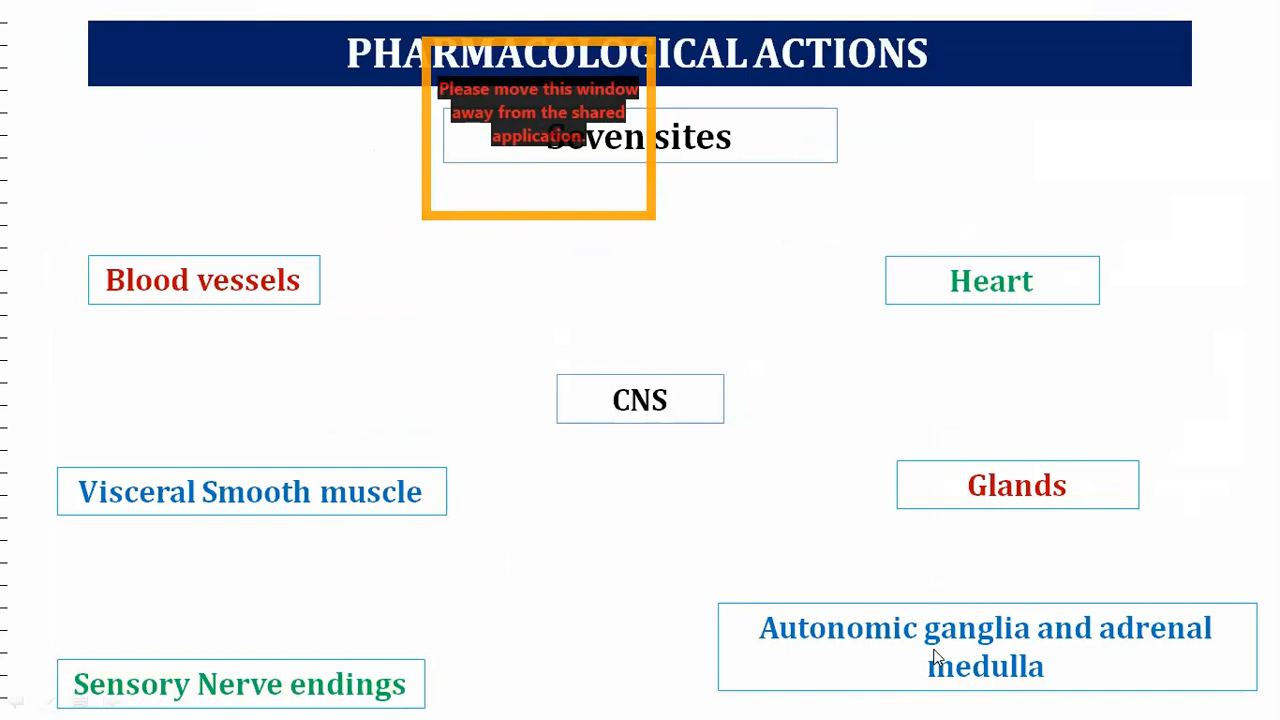 PHARMACOLOGICAL ACTIONS
Please move this window
away from the shared
application.
Seven sites
Blood vessels
Heart
CNS
Visceral Smooth muscle
Glands
Autonomic ganglia and adrenal
medulla
Sensory Nerve endings